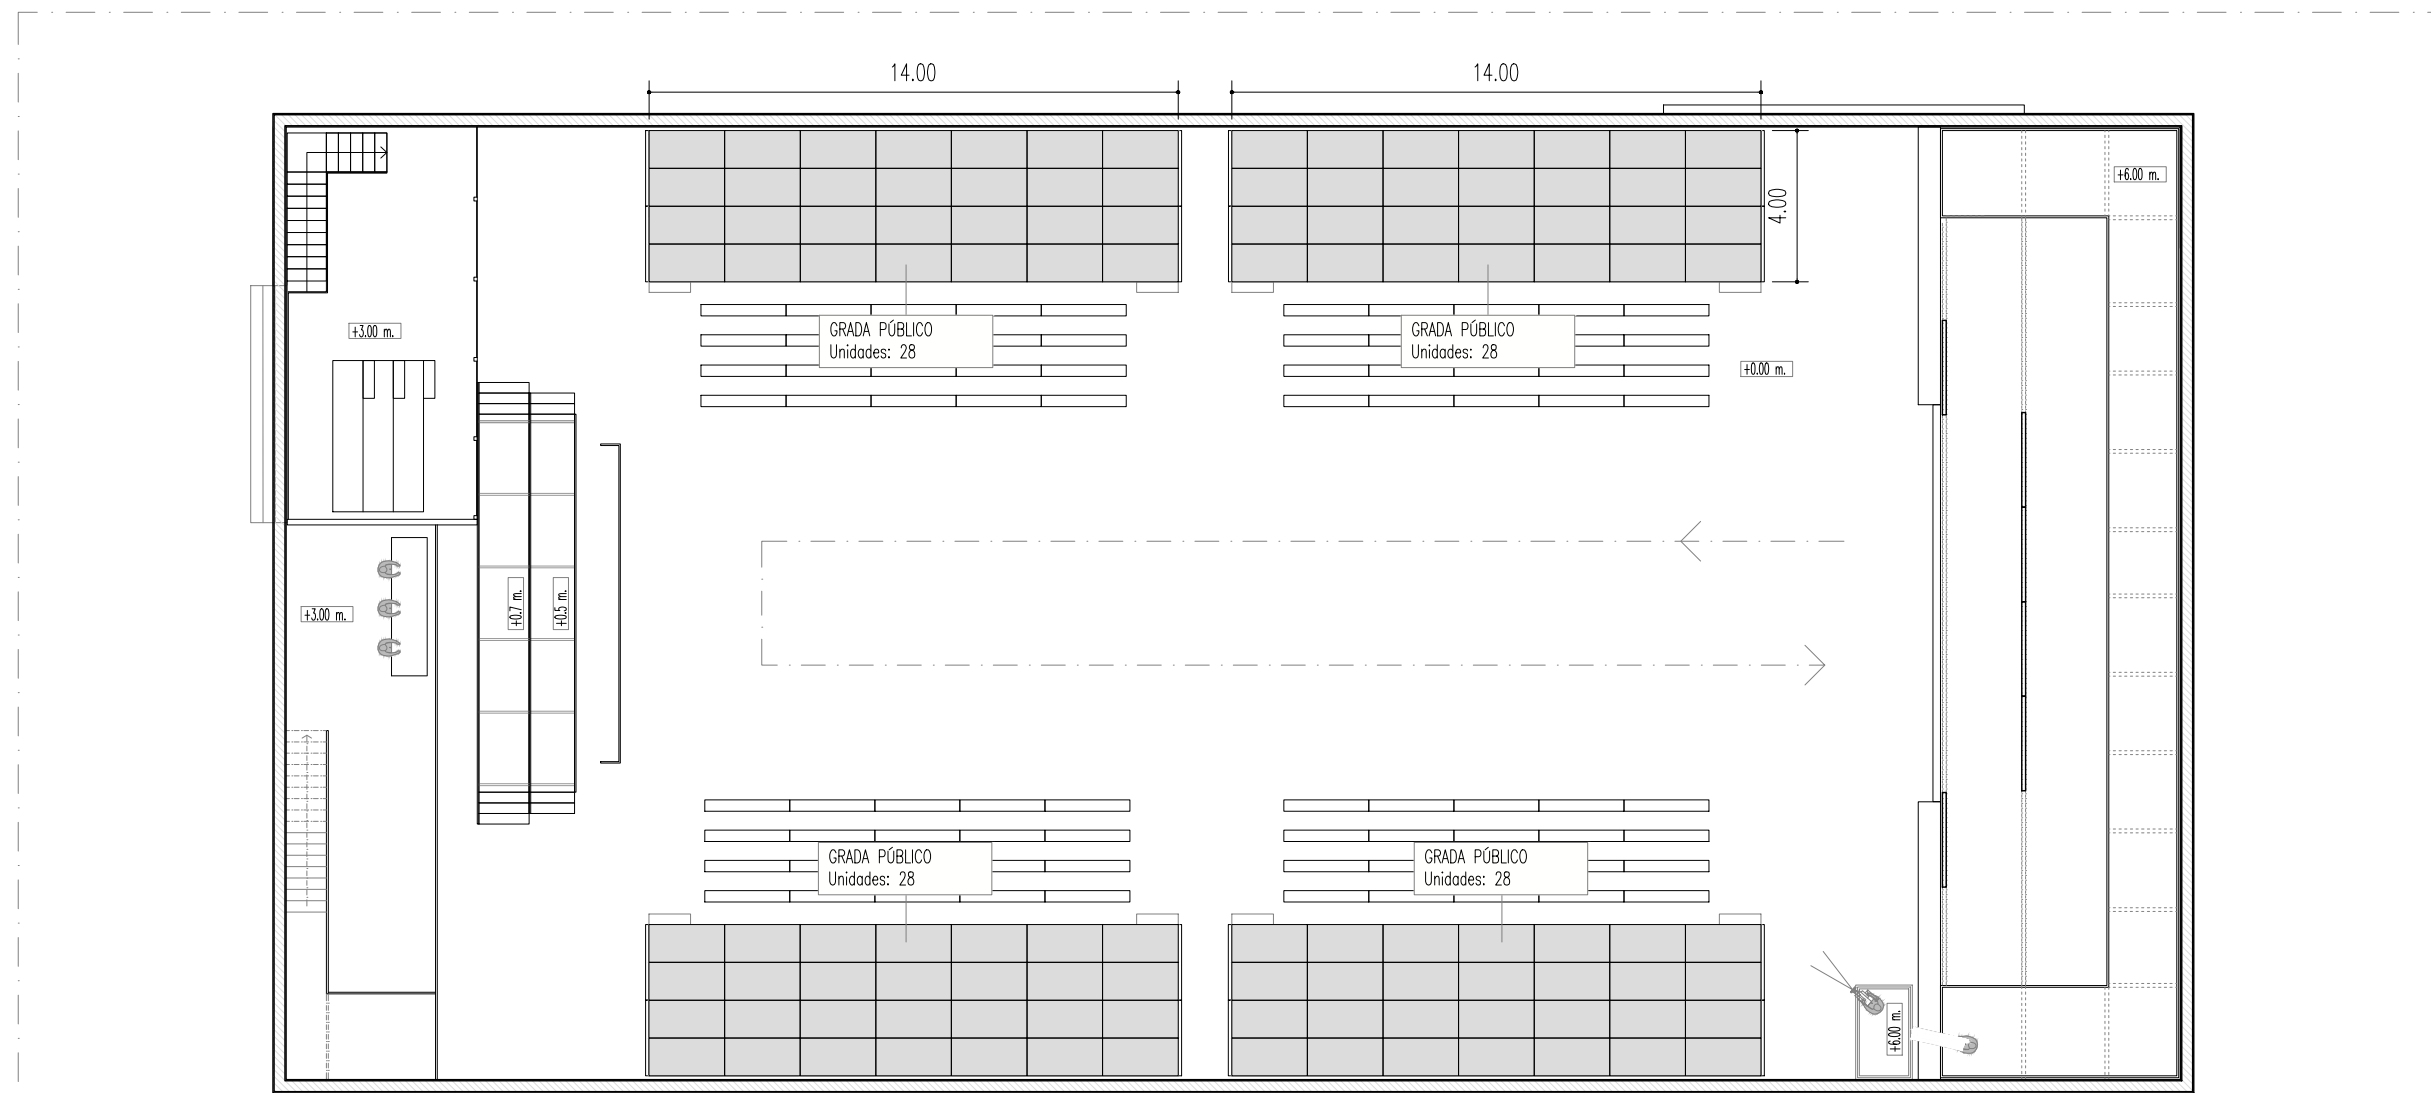 14.00
14.00
+6.00 m.
4.00
+3.00 m.
GRADA PÚBLICO
Unidades: 28
GRADA PÚBLICO
Unidades: 28
+0.00 m.
+3.00 m.
+0.7 m.
+0.5 m.
GRADA PÚBLICO
Unidades: 28
GRADA PÚBLICO
Unidades: 28
+6.00 m.